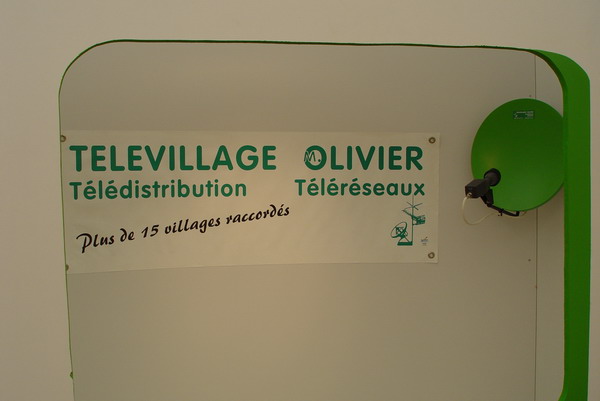 TELEVILLAGE M. OLIVIER
Télédistribution Téléréseaux
Plus de 15 villages raccordés